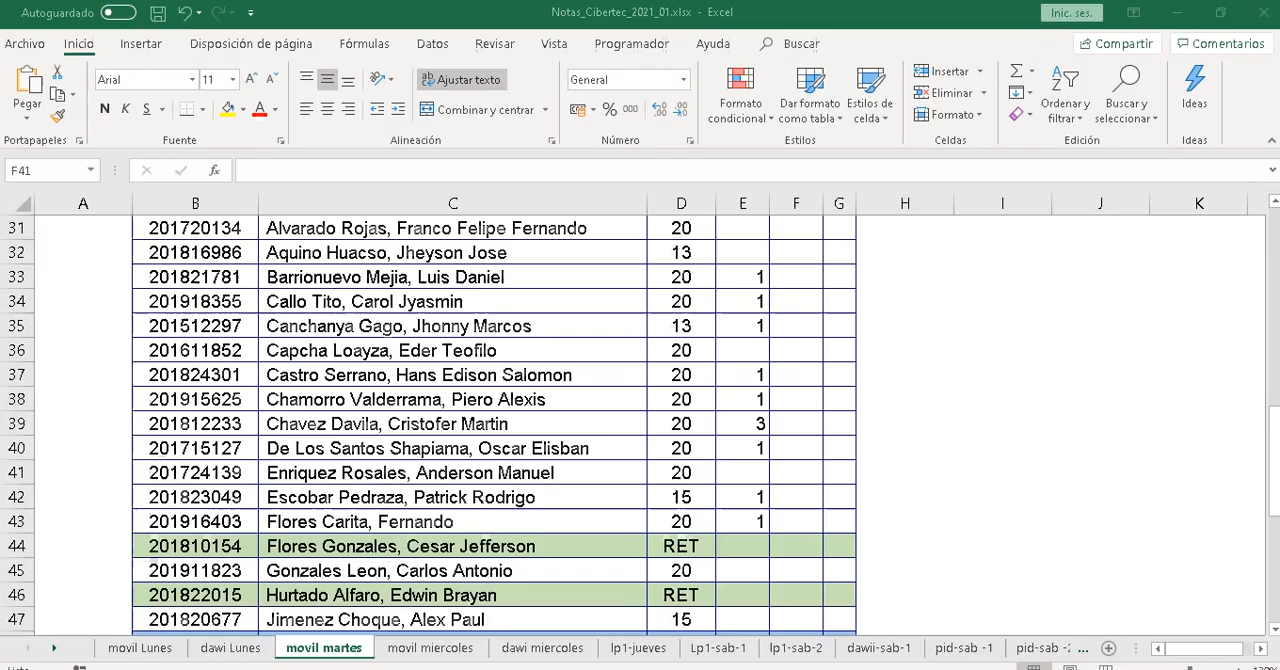 Autoguardado Notas_Cibertec_2021_01.xlsx - Excel Inic. ses.
Archivo Inicio Insertar Disposición de página Fórmulas Datos Revisar Vista Programador Ayuda Buscar Compartir Comentarios
Pegar
Arial 11
N K S
Ajustar texto
Combinar y centrar
General
% 000
Formato condicional
Dar formato como tabla
Estilos de celda
Insertar
Eliminar
Formato
Ordenar y filtrar
Buscar y seleccionar
Ideas
Portapapeles Fuente Alineación Número Estilos Celdas Edición Ideas
F41 fx
A B C D E F G H I J K
31 201720134 Alvarado Rojas, Franco Felipe Fernando 20
32 201816986 Aquino Huacso, Jheyson Jose 13
33 201821781 Barrionuevo Mejia, Luis Daniel 20 1
34 201918355 Callo Tito, Carol Jyasmin 20 1
35 201512297 Canchanya Gago, Jhonny Marcos 13 1
36 201611852 Capcha Loayza, Eder Teofilo 20
37 201824301 Castro Serrano, Hans Edison Salomon 20 1
38 201915625 Chamorro Valderrama, Piero Alexis 20 1
39 201812233 Chavez Davila, Cristofer Martin 20 3
40 201715127 De Los Santos Shapiama, Oscar Elisban 20 1
41 201724139 Enriquez Rosales, Anderson Manuel 20
42 201823049 Escobar Pedraza, Patrick Rodrigo 15 1
43 201916403 Flores Carita, Fernando 20 1
44 201810154 Flores Gonzales, Cesar Jefferson RET
45 201911823 Gonzales Leon, Carlos Antonio 20
46 201822015 Hurtado Alfaro, Edwin Brayan RET
47 201820677 Jimenez Choque, Alex Paul 15
movil Lunes dawi Lunes movil martes movil miercoles dawi miercoles lp1-jueves Lp1-sab-1 lp1-sab-2 dawii-sab-1 pid-sab -1 pid-sab -2 ...